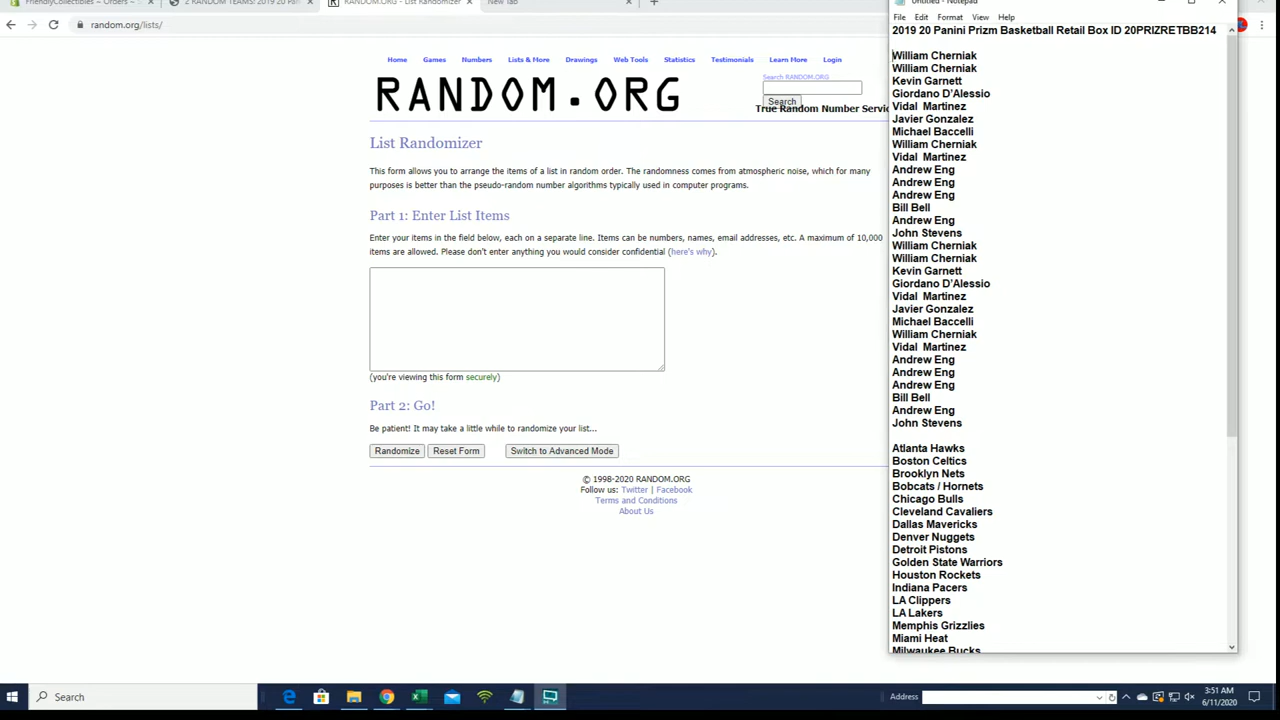 FriendlyCollectibles ~ Orders ~
2 RANDOM TEAMS! 2019 20 Pan
RANDOM.ORG - List Randomizer
New Tab
random.org/lists/
Home Games Numbers Lists & More Drawings Web Tools Statistics Testimonials Learn More Login
RANDOM.ORG
Search RANDOM.ORG
Search
True Random Number Servic
List Randomizer
This form allows you to arrange the items of a list in random order. The randomness comes from atmospheric noise, which for many
purposes is better than the pseudo-random number algorithms typically used in computer programs.
Part 1: Enter List Items
Enter your items in the field below, each on a separate line. Items can be numbers, names, email addresses, etc. A maximum of 10,000
items are allowed. Please don't enter anything you would consider confidential (here's why).
(you're viewing this form securely)
Part 2: Go!
Be patient! It may take a little while to randomize your list...
Randomize Reset Form Switch to Advanced Mode
© 1998-2020 RANDOM.ORG
Follow us: Twitter | Facebook
Terms and Conditions
About Us
Untitled - Notepad
File Edit Format View Help
2019 20 Panini Prizm Basketball Retail Box ID 20PRIZRETBB214
William Cherniak
William Cherniak
Kevin Garnett
Giordano D'Alessio
Vidal  Martinez
Javier Gonzalez
Michael Baccelli
William Cherniak
Vidal  Martinez
Andrew Eng
Andrew Eng
Andrew Eng
Bill Bell
Andrew Eng
John Stevens
William Cherniak
William Cherniak
Kevin Garnett
Giordano D'Alessio
Vidal  Martinez
Javier Gonzalez
Michael Baccelli
William Cherniak
Vidal  Martinez
Andrew Eng
Andrew Eng
Andrew Eng
Bill Bell
Andrew Eng
John Stevens
Atlanta Hawks
Boston Celtics
Brooklyn Nets
Bobcats / Hornets
Chicago Bulls
Cleveland Cavaliers
Dallas Mavericks
Denver Nuggets
Detroit Pistons
Golden State Warriors
Houston Rockets
Indiana Pacers
LA Clippers
LA Lakers
Memphis Grizzlies
Miami Heat
Milwaukee Bucks
Search
Address
3:51 AM
6/11/2020